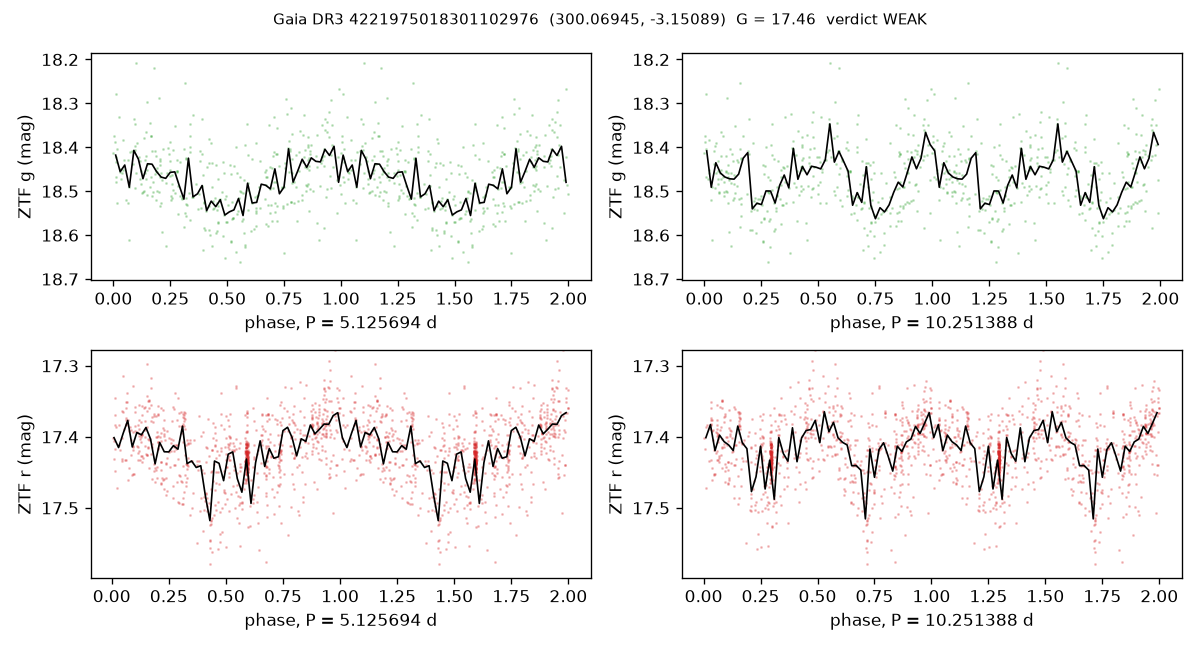 Gaia DR3 4221975018301102976 (300.06945, -3.15089) G = 17.46 verdict WEAK
ZTF g (mag)
18.2
18.3
18.4
18.5
18.6
18.7
0.00 0.25 0.50 0.75 1.00 1.25 1.50 1.75 2.00
phase, P = 5.125694 d
ZTF g (mag)
18.2
18.3
18.4
18.5
18.6
18.7
0.00 0.25 0.50 0.75 1.00 1.25 1.50 1.75 2.00
phase, P = 10.251388 d
ZTF r (mag)
17.3
17.4
17.5
0.00 0.25 0.50 0.75 1.00 1.25 1.50 1.75 2.00
phase, P = 5.125694 d
ZTF r (mag)
17.3
17.4
17.5
0.00 0.25 0.50 0.75 1.00 1.25 1.50 1.75 2.00
phase, P = 10.251388 d